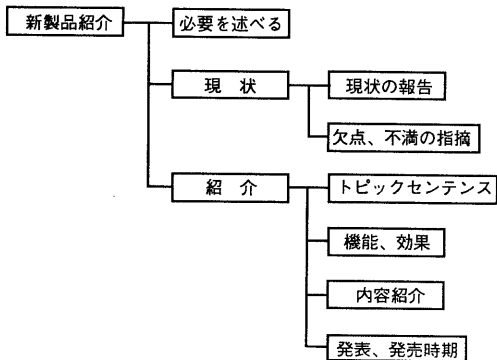 新製品紹介
必要を述べる
現　状
現状の報告
欠点、不満の指摘
紹　介
トピックセンテンス
機能、効果
内容紹介
発表、発売時期